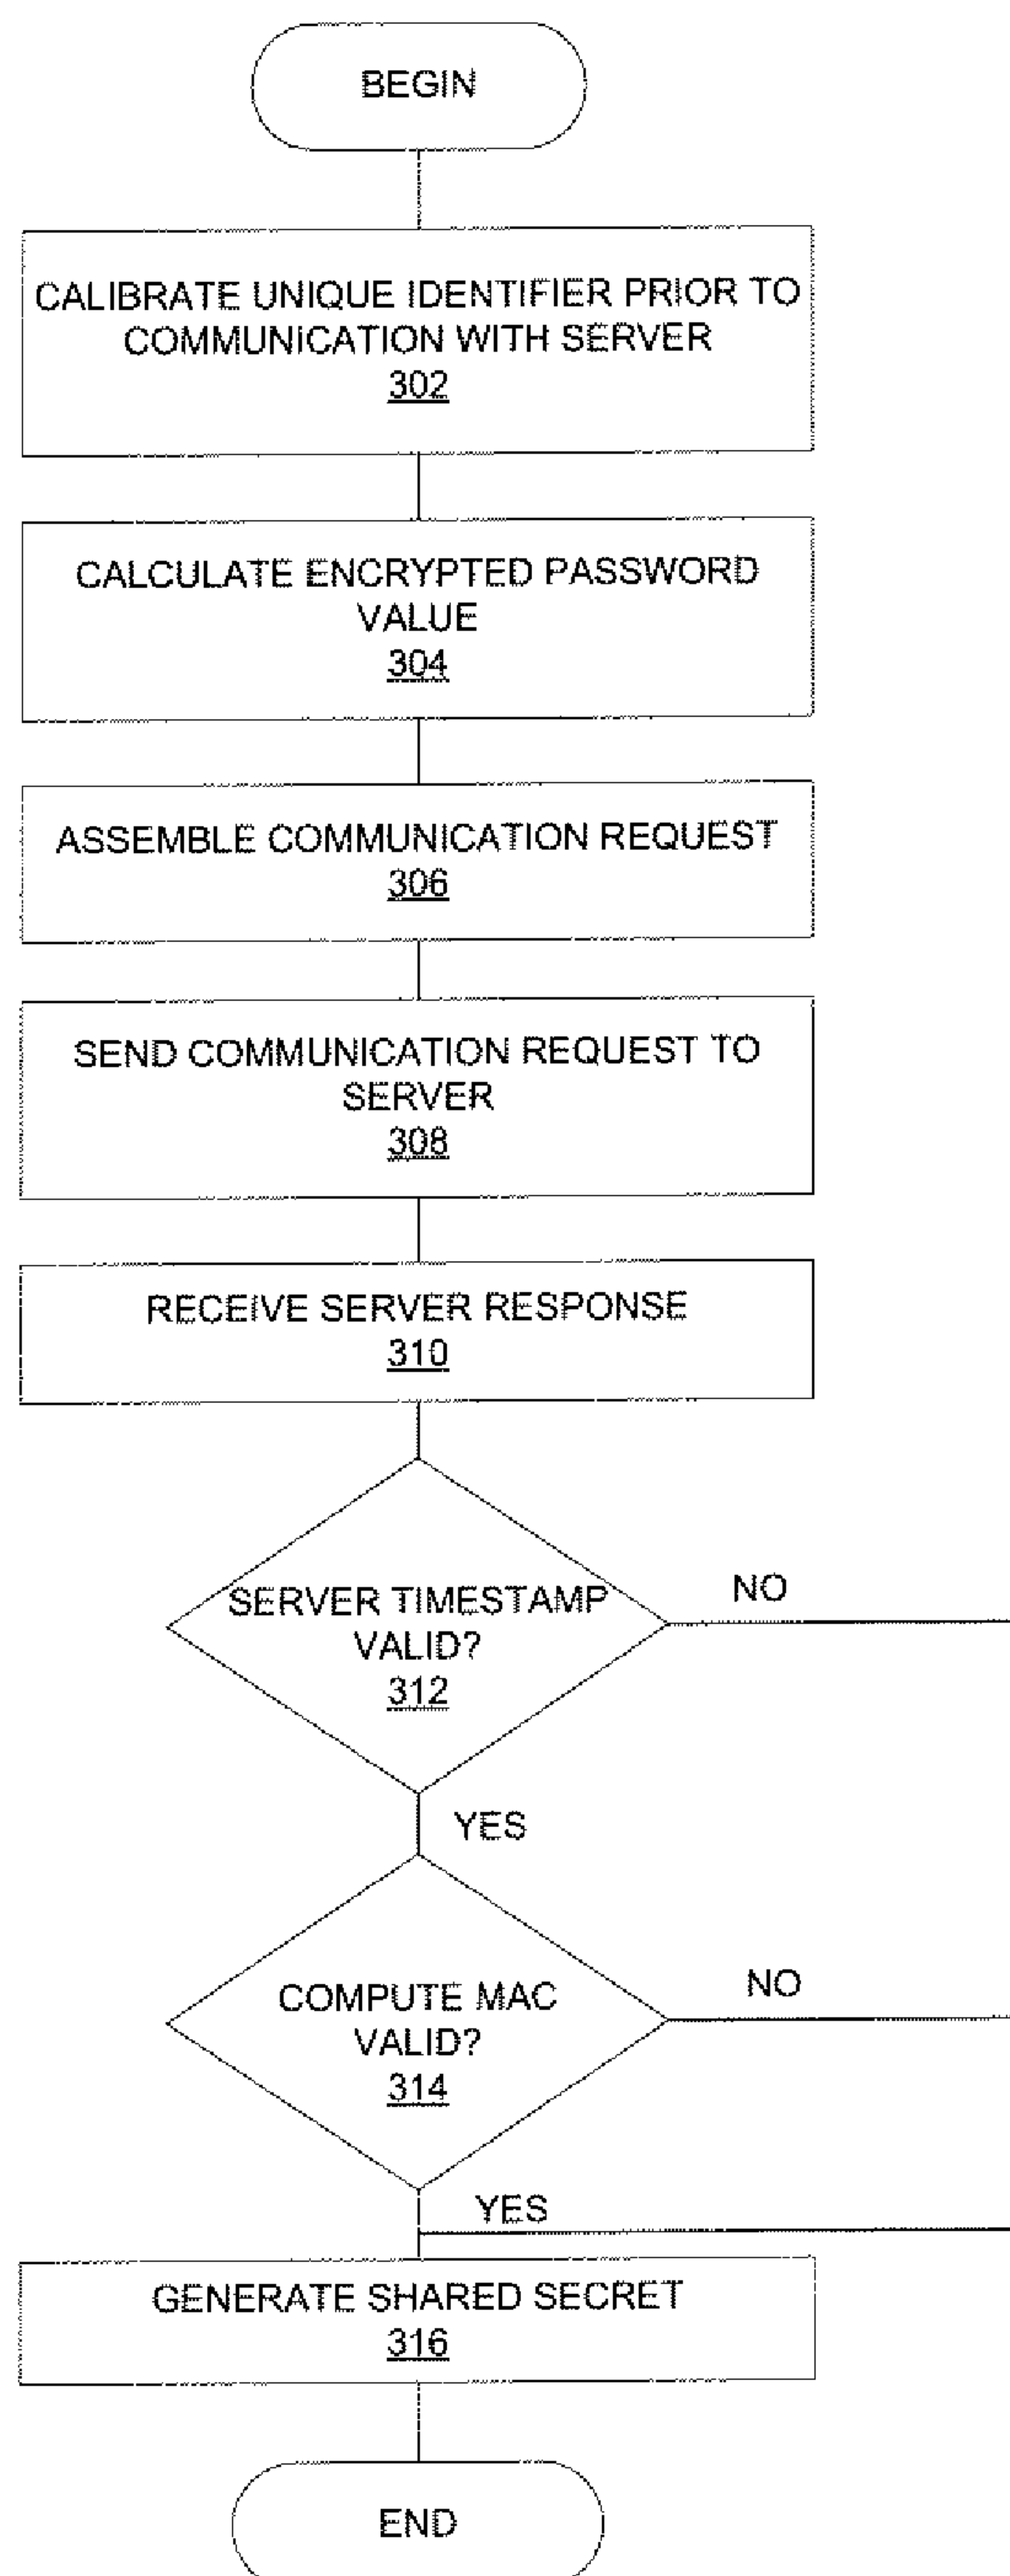 BEGIN
CALIBRATE UNIQUE IDENTIFIER PRIOR TO
COMMUNICATION WITH SERVER
302
CALCULATE ENCRYPTED PASSWORD
VALUE
304
ASSEMBLE COMMUNICATION REQUEST
306
SEND COMMUNICATION REQUEST TO
SERVER
308
RECEIVE SERVER RESPONSE
310
SERVER TIMESTAMP
VALID?
312
NO
YES
COMPUTE MAC
VALID?
314
NO
YES
GENERATE SHARED SECRET
316
END